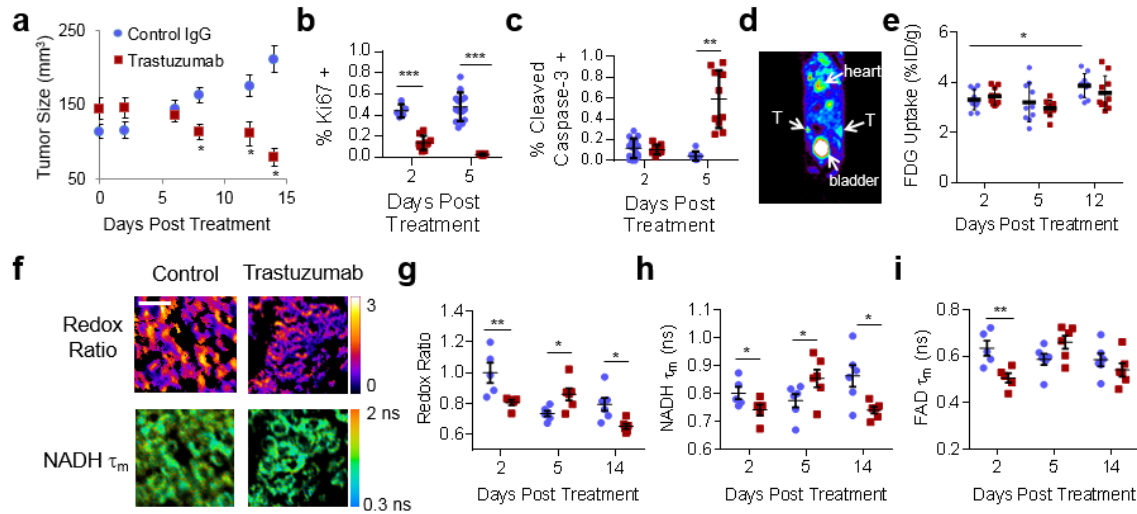 a
Control IgG
Trastuzumab
Tumor Size (mm³)
250
150
50
0
5
10
15
*
*
*
Days Post Treatment
b
% KI67 +
1.0
0.8
0.6
0.4
0.2
0.0
***
***
2
5
Days Post
Treatment
c
% Cleaved
Caspase-3 +
1.0
0.8
0.6
0.4
0.2
0.0
**
2
5
Days Post
Treatment
d
heart
T
T
bladder
e
FDG Uptake (%ID/g)
6
4
2
0
*
2
5
12
Days Post Treatment
f
Control
Trastuzumab
Redox
Ratio
3
0
NADH τm
2 ns
0.3 ns
g
Redox Ratio
1.4
1.2
1.0
0.8
0.6
**
*
*
2
5
14
Days Post Treatment
h
NADH τm (ns)
1.1
1.0
0.9
0.8
0.7
0.6
*
*
*
2
5
14
Days Post Treatment
i
FAD τm (ns)
0.8
0.6
0.4
0.2
**
2
5
14
Days Post Treatment